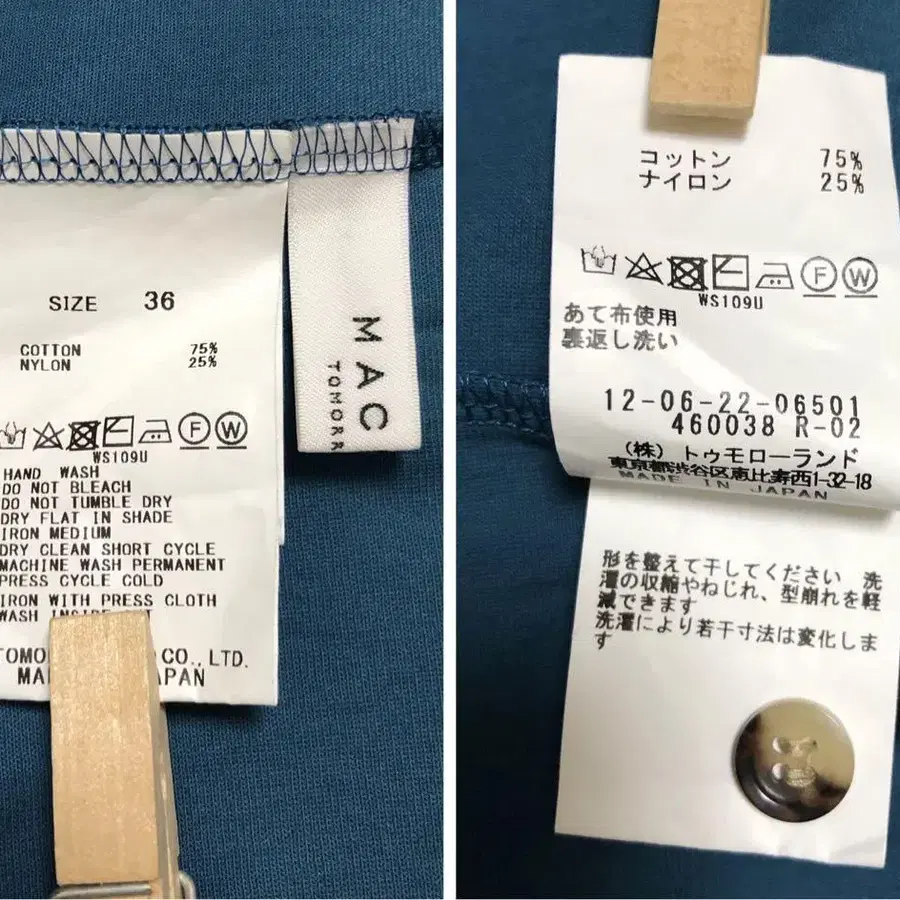 SIZE 36
COTTON 75%
NYLON 25%
WS109U
HAND WASH
DO NOT BLEACH
DO NOT TUMBLE DRY
DRY FLAT IN SHADE
IRON MEDIUM
DRY CLEAN SHORT CYCLE
MACHINE WASH PERMANENT
PRESS CYCLE COLD
IRON WITH PRESS CLOTH
WASH
CO., LTD.
MAC
コットン 75%
ナイロン 25%
F W
WS109U
あて布使用
裏返し洗い
12-06-22-06501
460038 R-02
(株) トゥモローランド
東京都渋谷区恵比寿西1-32-18
MADE IN JAPAN
形を整えて干してください 洗
濯の収縮やねじれ、型崩れを軽
減できます
洗濯により若干寸法は変化しま
す